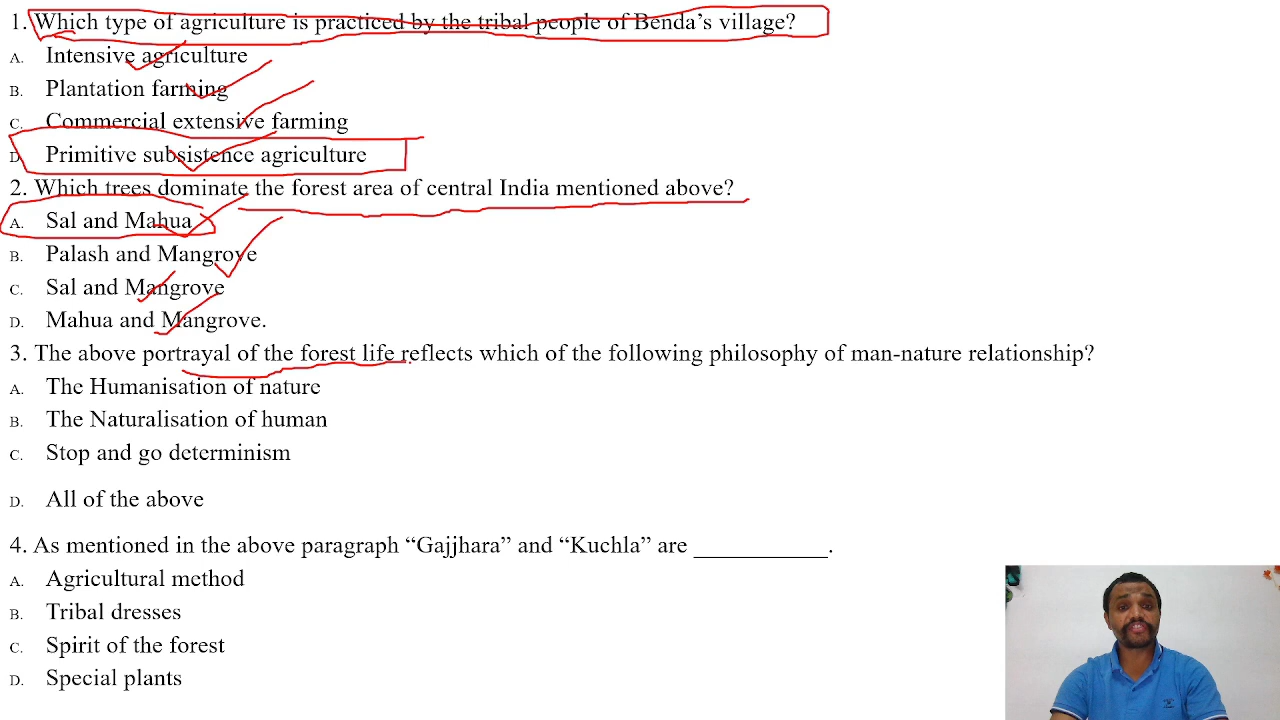 1. Which type of agriculture is practiced by the tribal people of Benda’s village?
A. Intensive agriculture
B. Plantation farming
C. Commercial extensive farming
D. Primitive subsistence agriculture
2. Which trees dominate the forest area of central India mentioned above?
A. Sal and Mahua
B. Palash and Mangrove
C. Sal and Mangrove
D. Mahua and Mangrove.
3. The above portrayal of the forest life reflects which of the following philosophy of man-nature relationship?
A. The Humanisation of nature
B. The Naturalisation of human
C. Stop and go determinism
D. All of the above
4. As mentioned in the above paragraph “Gajjhara” and “Kuchla” are ___________.
A. Agricultural method
B. Tribal dresses
C. Spirit of the forest
D. Special plants